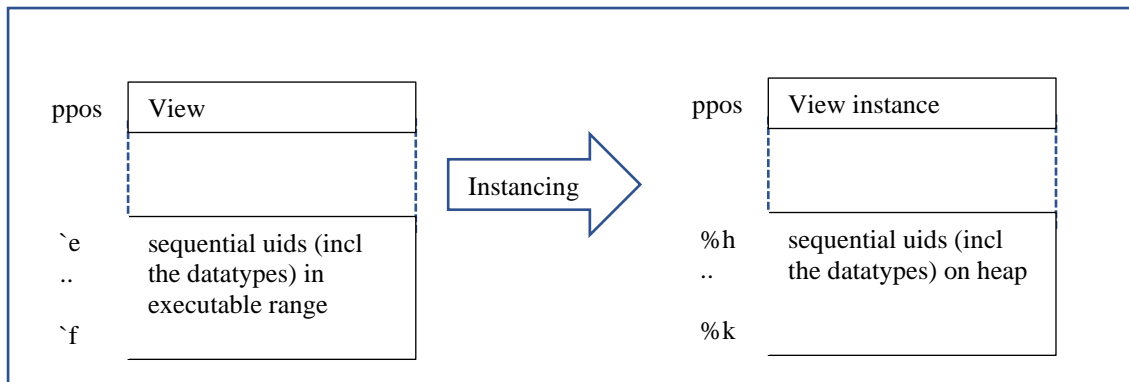 ppos View
`e sequential uids (incl
.. the datatypes) in
executable range
`f
Instancing
ppos View instance
%h sequential uids (incl
.. the datatypes) on heap
%k